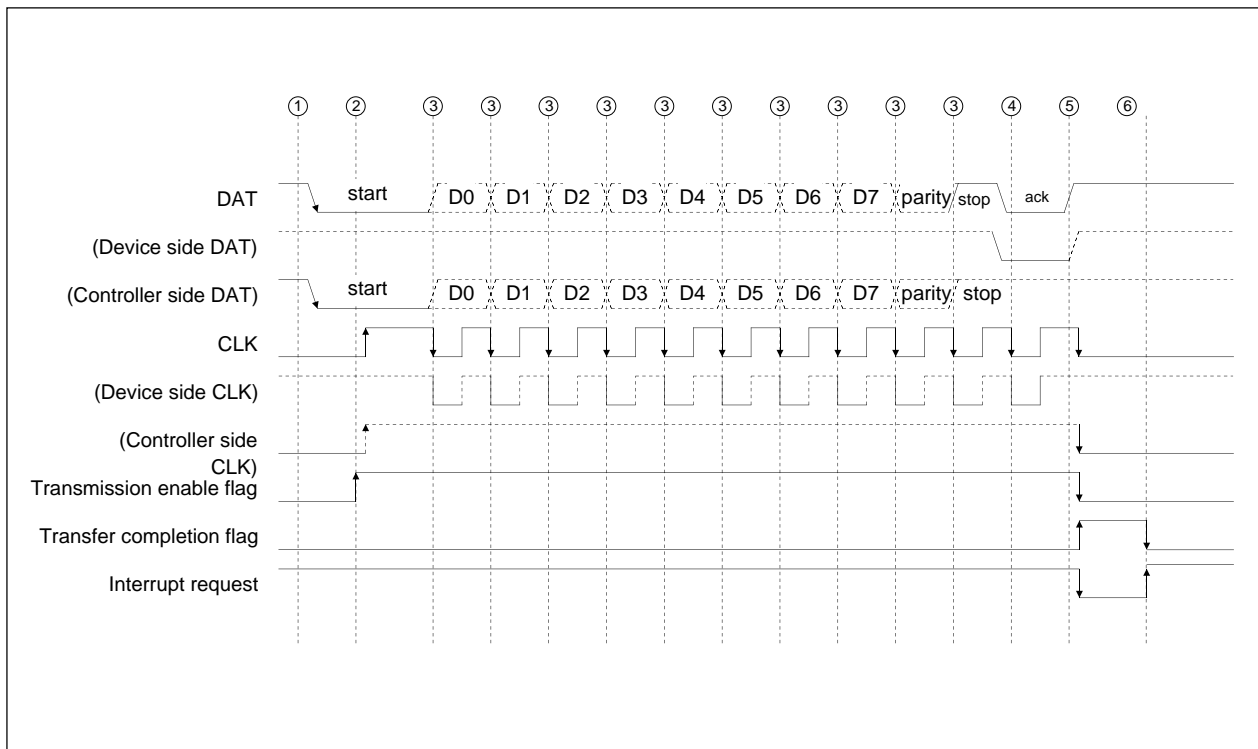 ① ② ③ ③ ③ ③ ③ ③ ③ ③ ③ ③ ④ ⑤ ⑥
DAT start D0 D1 D2 D3 D4 D5 D6 D7 parity stop ack
(Device side DAT)
(Controller side DAT) start D0 D1 D2 D3 D4 D5 D6 D7 parity stop
CLK
(Device side CLK)
(Controller side
CLK)
Transmission enable flag
Transfer completion flag
Interrupt request